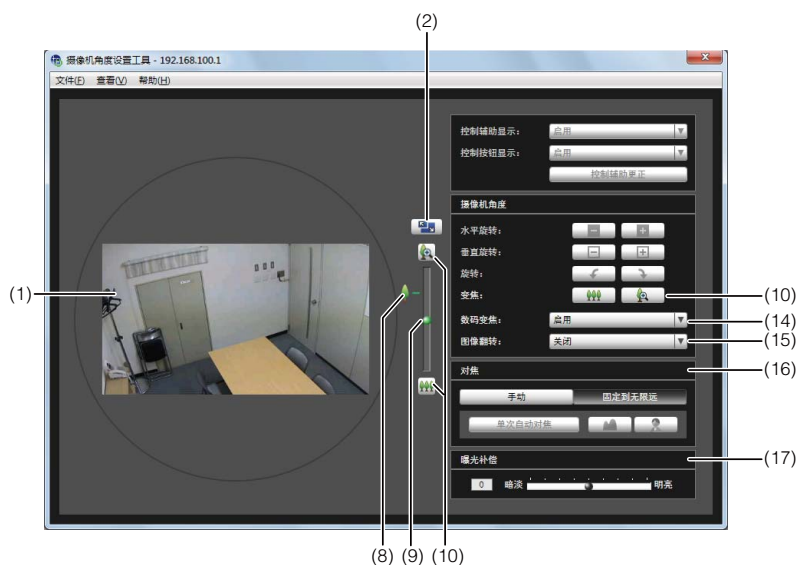 (2)
摄像机角度设置工具 - 192.168.100.1
文件(F) 查看(V) 帮助(H)
控制辅助显示： 启用
控制按钮显示： 启用
控制辅助更正
摄像机角度
水平旋转：
垂直旋转：
旋转：
变焦：
数码变焦： 启用
图像翻转： 关闭
对焦
手动 固定到无限远
单次自动对焦
曝光补偿
0 暗淡 明亮
(1)
(10)
(14)
(15)
(16)
(17)
(8) (9) (10)